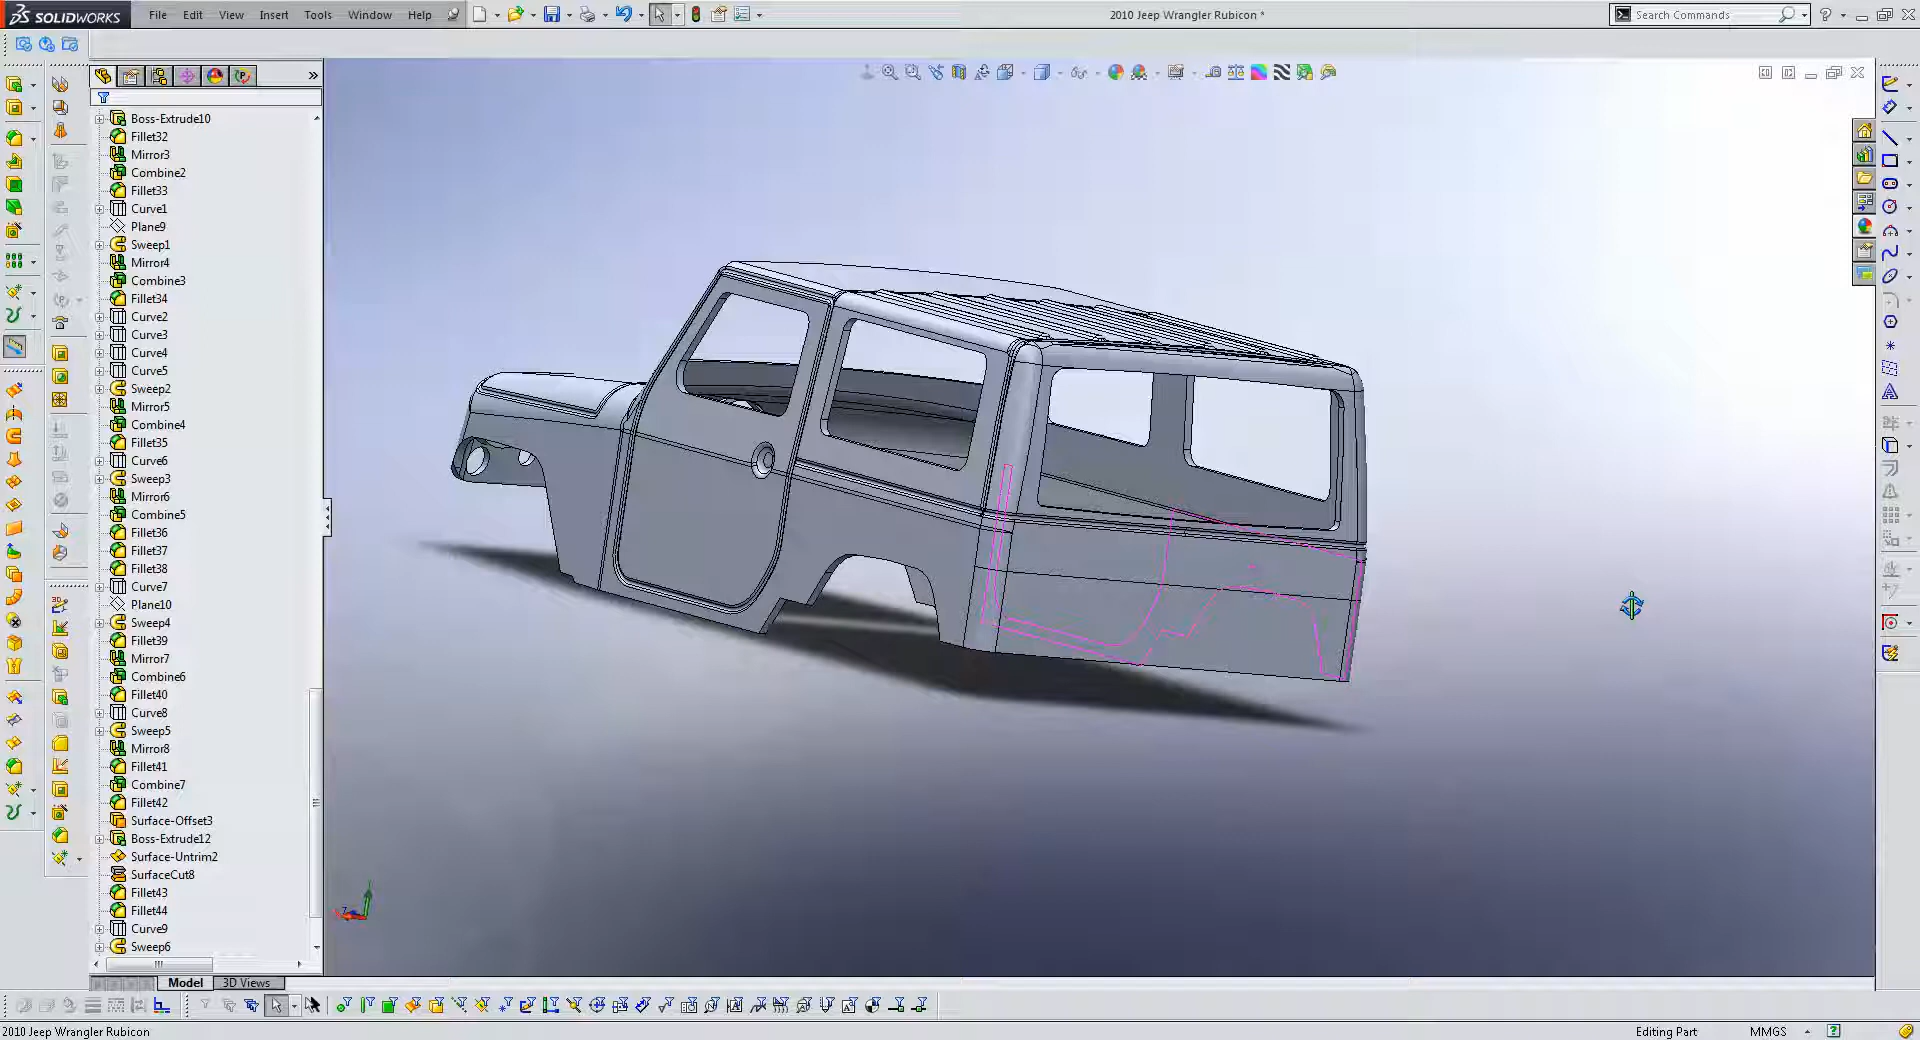 SOLIDWORKS
File Edit View Insert Tools Window Help
2010 Jeep Wrangler Rubicon *
Search Commands
Boss-Extrude10
Fillet32
Mirror3
Combine2
Fillet33
Curve1
Plane9
Sweep1
Mirror4
Combine3
Fillet34
Curve2
Curve3
Curve4
Curve5
Sweep2
Mirror5
Combine4
Fillet35
Curve6
Sweep3
Mirror6
Combine5
Fillet36
Fillet37
Fillet38
Curve7
Plane10
Sweep4
Fillet39
Mirror7
Combine6
Fillet40
Curve8
Sweep5
Mirror8
Fillet41
Combine7
Fillet42
Surface-Offset3
Boss-Extrude12
Surface-Untrim2
SurfaceCut8
Fillet43
Fillet44
Curve9
Sweep6
Model 3D Views
2010 Jeep Wrangler Rubicon
Editing Part MMGS